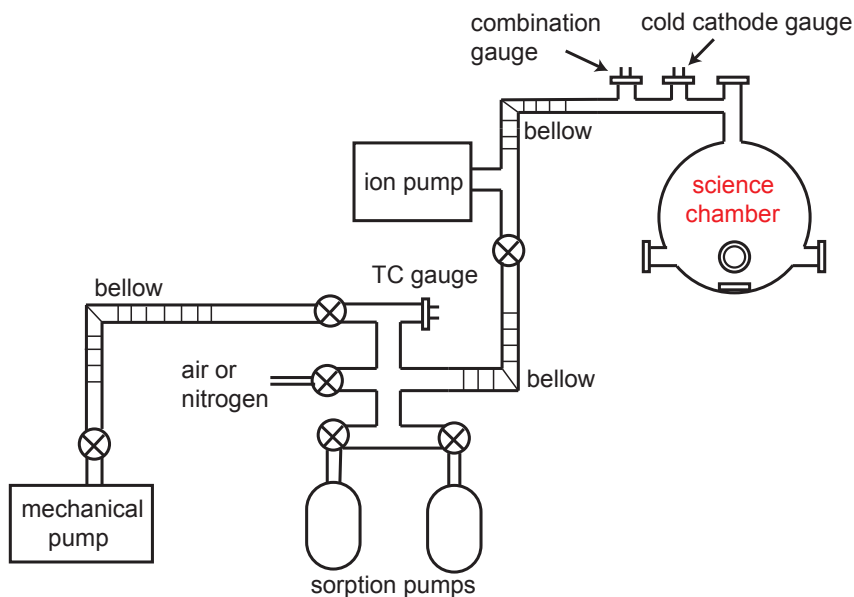 combination
gauge
cold cathode gauge
bellow
ion pump
science
chamber
TC gauge
bellow
air or
nitrogen
bellow
mechanical
pump
sorption pumps